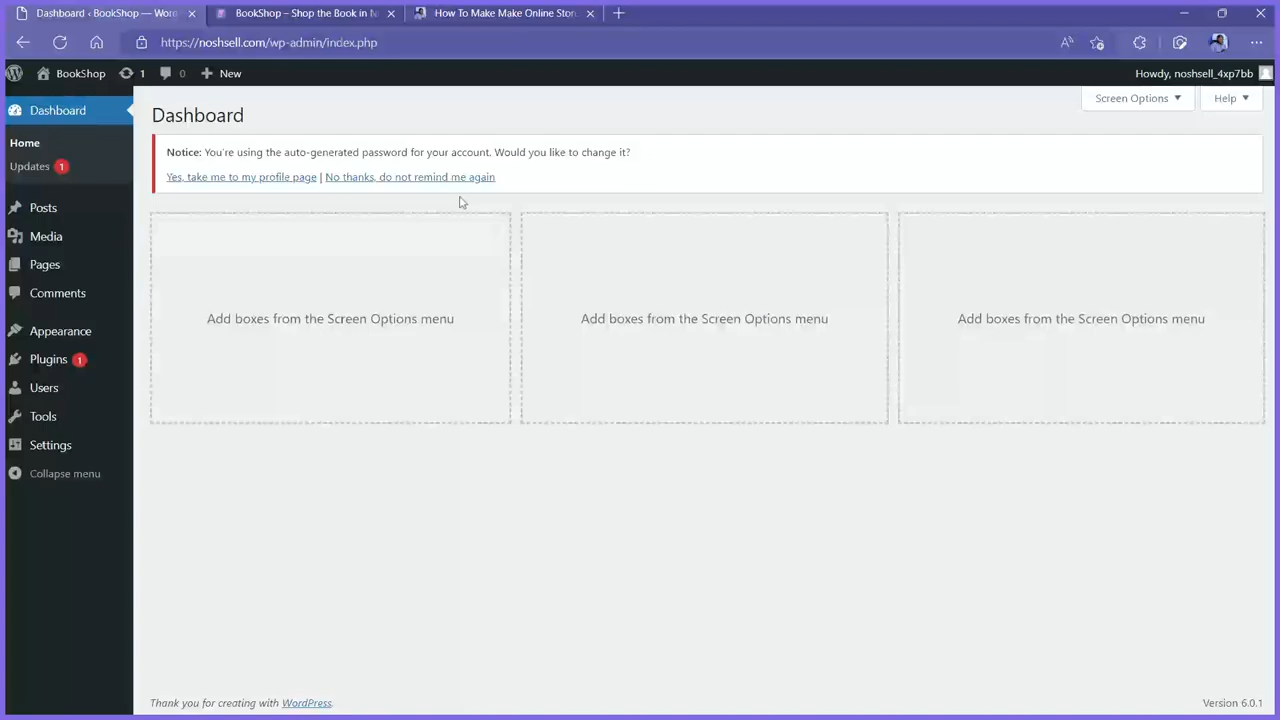 Dashboard ‹ BookShop — Wor
BookShop – Shop the Book in N
How To Make Make Online Stor
https://noshsell.com/wp-admin/index.php
BookShop
1
0
New
Howdy, noshsell_4xp7bb
Dashboard
Home
Updates 1
Posts
Media
Pages
Comments
Appearance
Plugins 1
Users
Tools
Settings
Collapse menu
Screen Options
Help
Dashboard
Notice: You're using the auto-generated password for your account. Would you like to change it?
Yes, take me to my profile page | No thanks, do not remind me again
Add boxes from the Screen Options menu
Add boxes from the Screen Options menu
Add boxes from the Screen Options menu
Thank you for creating with WordPress.
Version 6.0.1